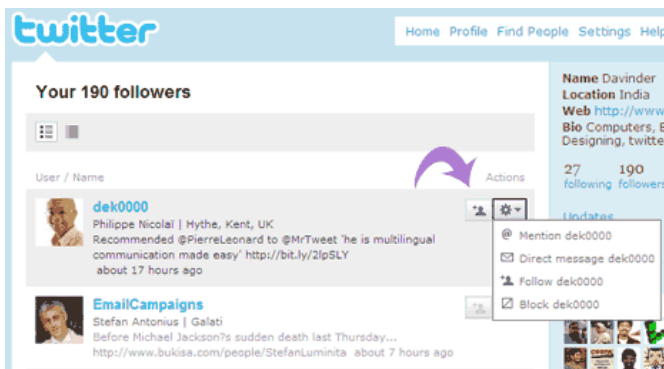 twitter
Home Profile Find People Settings Help
Your 190 followers
User / Name Actions
dek0000
Philippe Nicolaï | Hythe, Kent, UK
Recommended @PierreLeonard to @MrTweet 'he is multilingual
communication made easy' http://bit.ly/2lpSLY
about 17 hours ago
@ Mention dek0000
Direct message dek0000
Follow dek0000
Block dek0000
EmailCampaigns
Stefan Antonius | Galati
Before Michael Jackson?s sudden death last Thursday...
http://www.bukisa.com/people/StefanLuminita about 7 hours ago
Name Davinder
Location India
Web http://www
Bio Computers, E
Designing, twitte
27 190
following followers
Updates